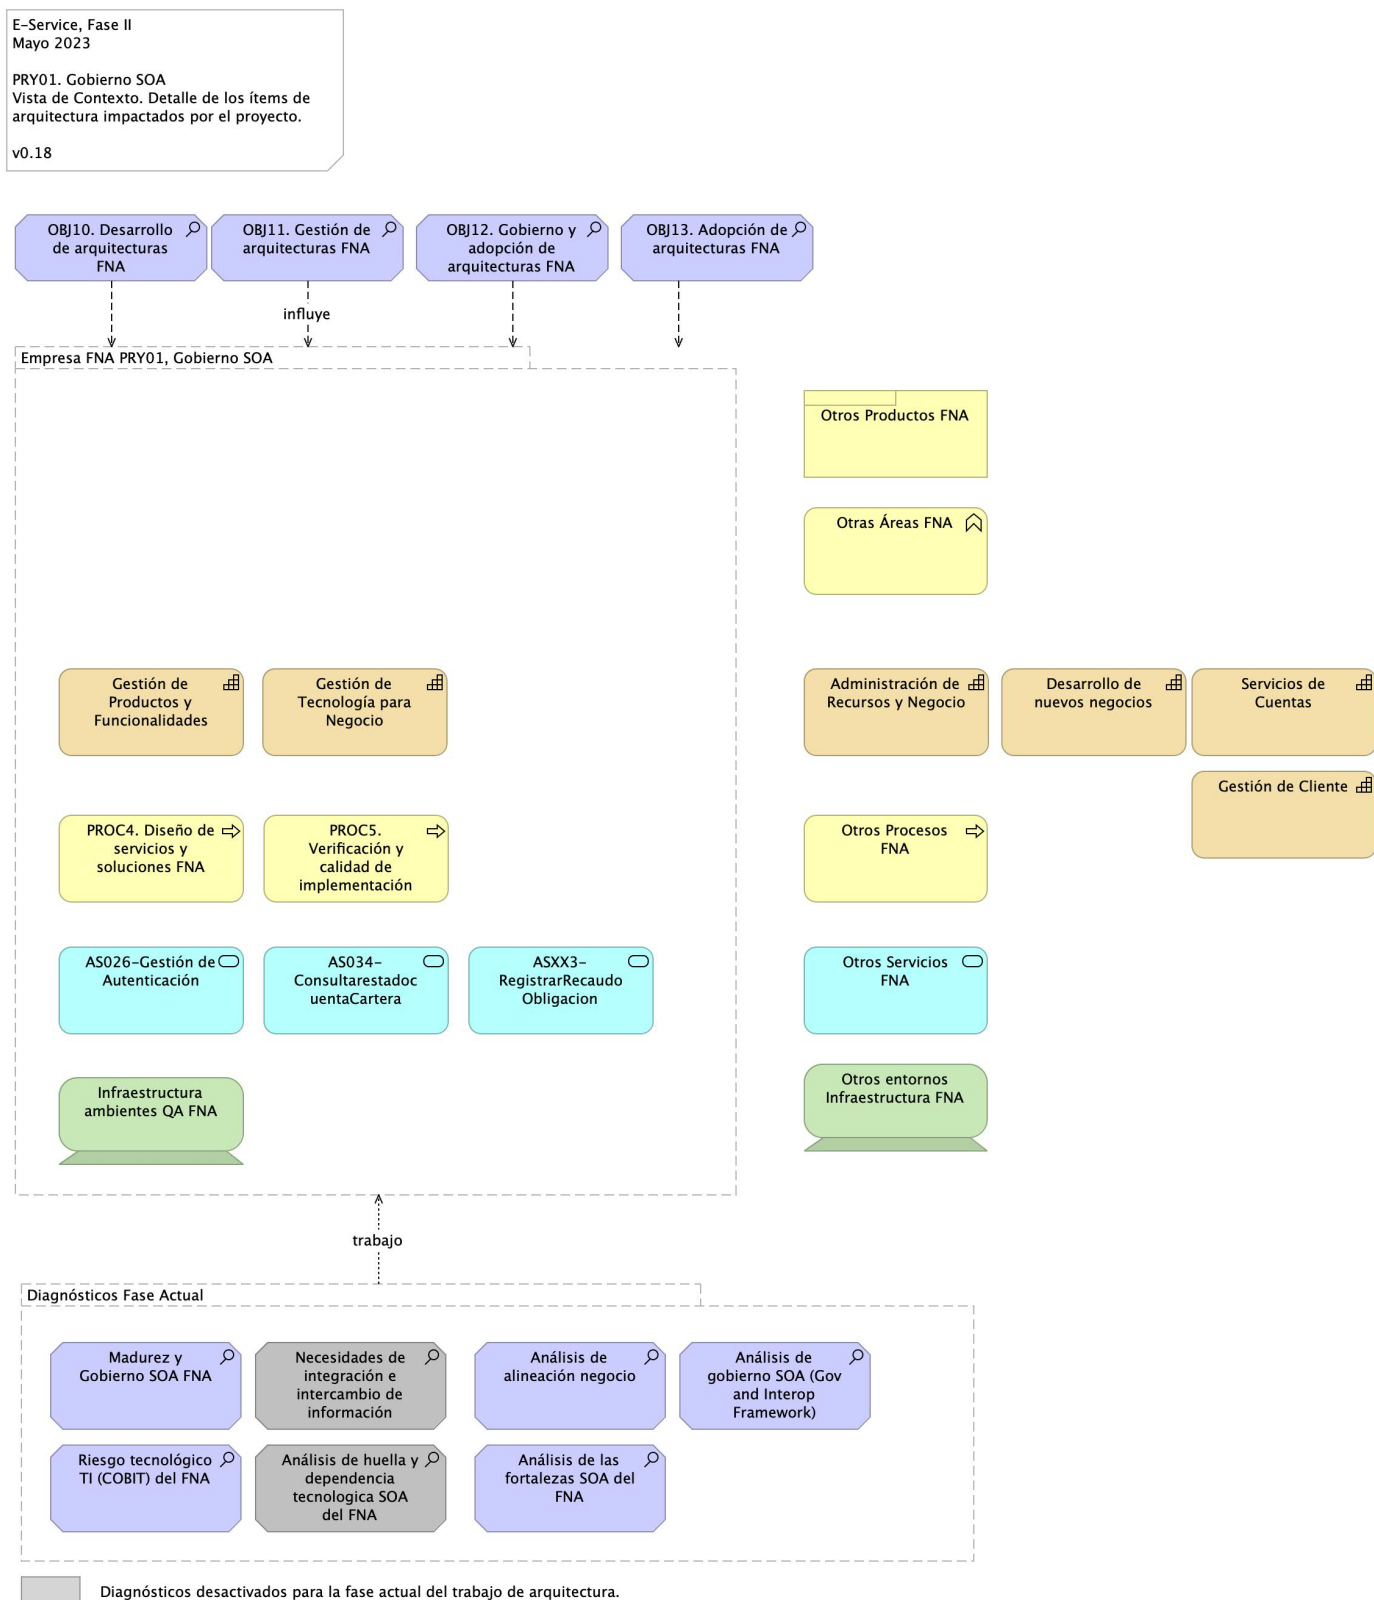 E-Service, Fase II
Mayo 2023
PRY01. Gobierno SOA
Vista de Contexto. Detalle de los ítems de
arquitectura impactados por el proyecto.
v0.18
OBJ10. Desarrollo
de arquitecturas
FNA
OBJ11. Gestión de
arquitecturas FNA
OBJ12. Gobierno y
adopción de
arquitecturas FNA
OBJ13. Adopción de
arquitecturas FNA
influye
Empresa FNA PRY01, Gobierno SOA
Otros Productos FNA
Otras Áreas FNA
Gestión de
Productos y
Funcionalidades
Gestión de
Tecnología para
Negocio
Administración de
Recursos y Negocio
Desarrollo de
nuevos negocios
Servicios de
Cuentas
Gestión de Cliente
PROC4. Diseño de
servicios y
soluciones FNA
PROC5.
Verificación y
calidad de
implementación
Otros Procesos
FNA
AS026-Gestión de
Autenticación
AS034-
Consultarestadoc
uentaCartera
ASXX3-
RegistrarRecaudo
Obligacion
Otros Servicios
FNA
Infraestructura
ambientes QA FNA
Otros entornos
Infraestructura FNA
trabajo
Diagnósticos Fase Actual
Madurez y
Gobierno SOA FNA
Necesidades de
integración e
intercambio de
información
Análisis de
alineación negocio
Análisis de
gobierno SOA (Gov
and Interop
Framework)
Riesgo tecnológico
TI (COBIT) del FNA
Análisis de huella y
dependencia
tecnologica SOA
del FNA
Análisis de las
fortalezas SOA del
FNA
Diagnósticos desactivados para la fase actual del trabajo de arquitectura.